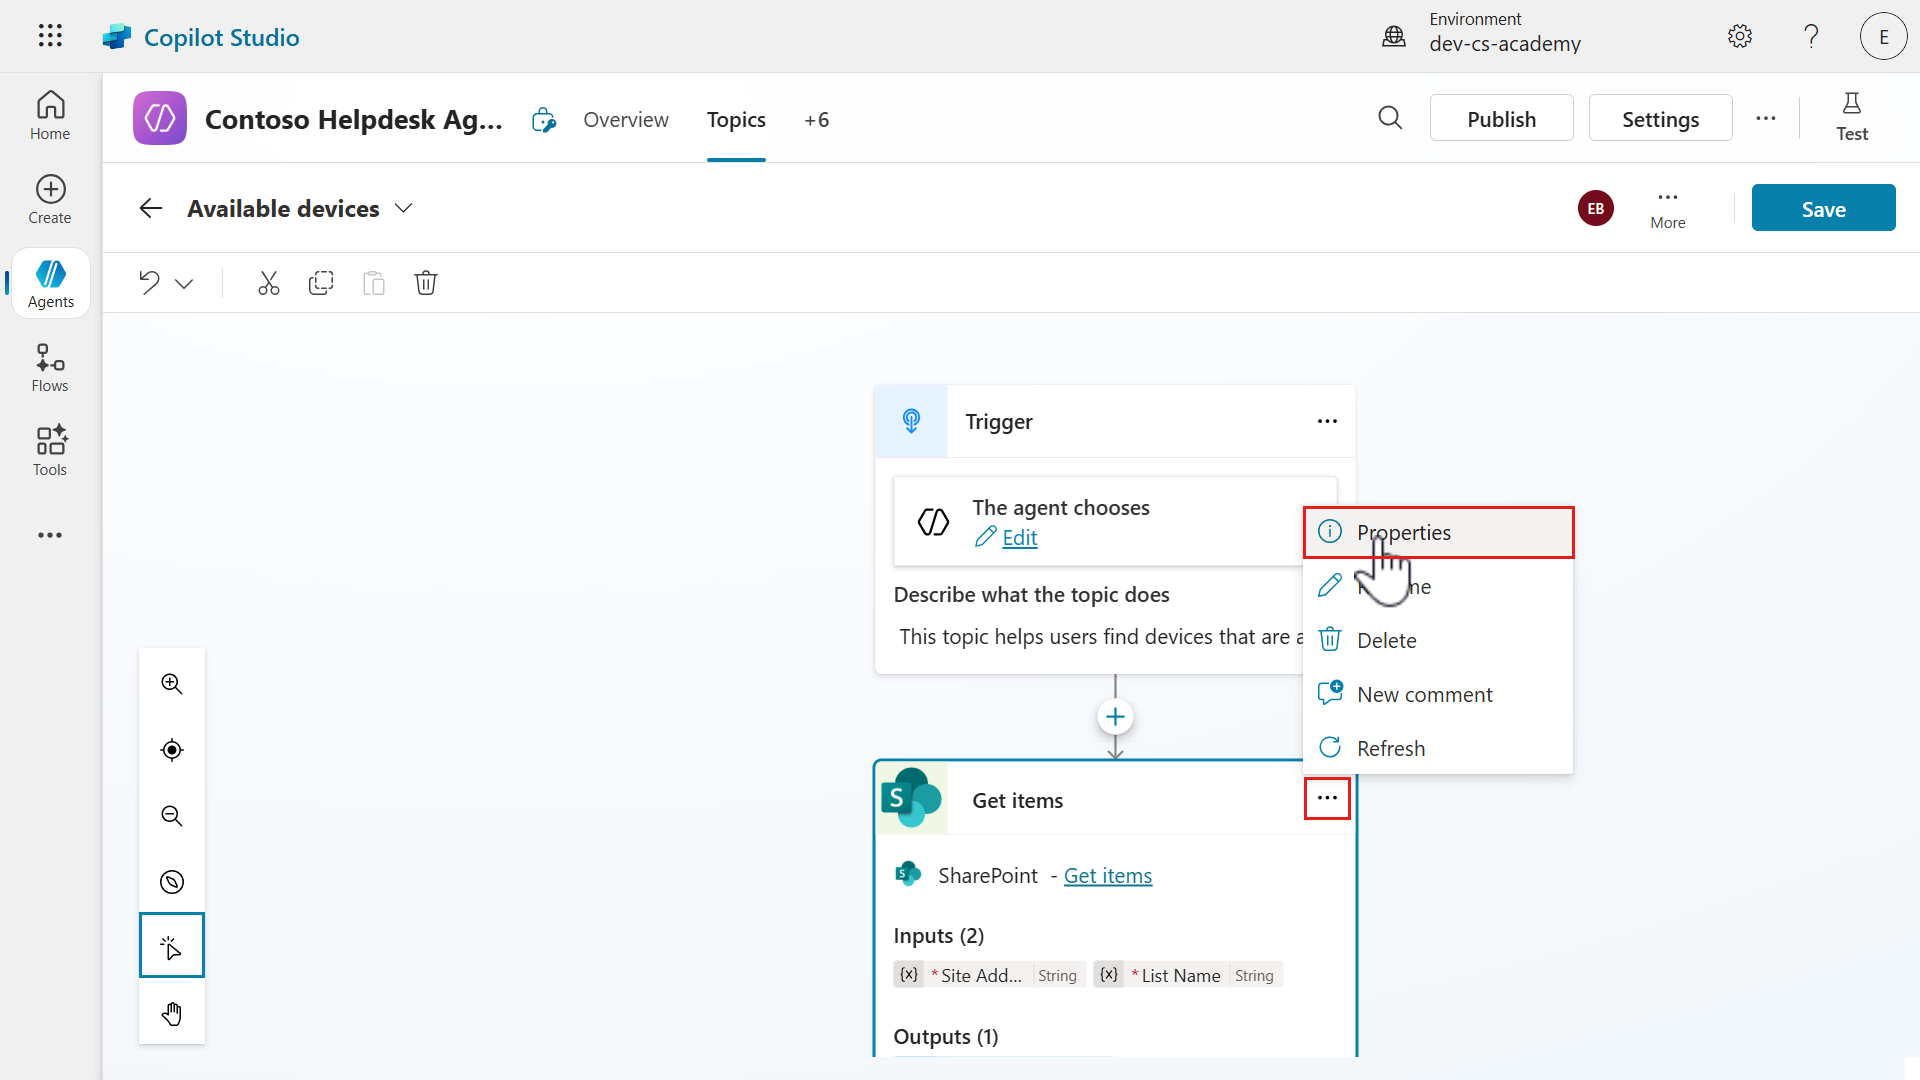 Copilot Studio
Environment
dev-cs-academy
E
Home
Create
Agents
Flows
Tools
Contoso Helpdesk Ag...
Overview
Topics
+6
Publish
Settings
Test
Available devices
EB
More
Save
Trigger
The agent chooses
Edit
Describe what the topic does
This topic helps users find devices that are a
Properties
Delete
New comment
Refresh
S
Get items
S
SharePoint - Get items
Inputs (2)
{x} * Site Add... String
{x} * List Name String
Outputs (1)